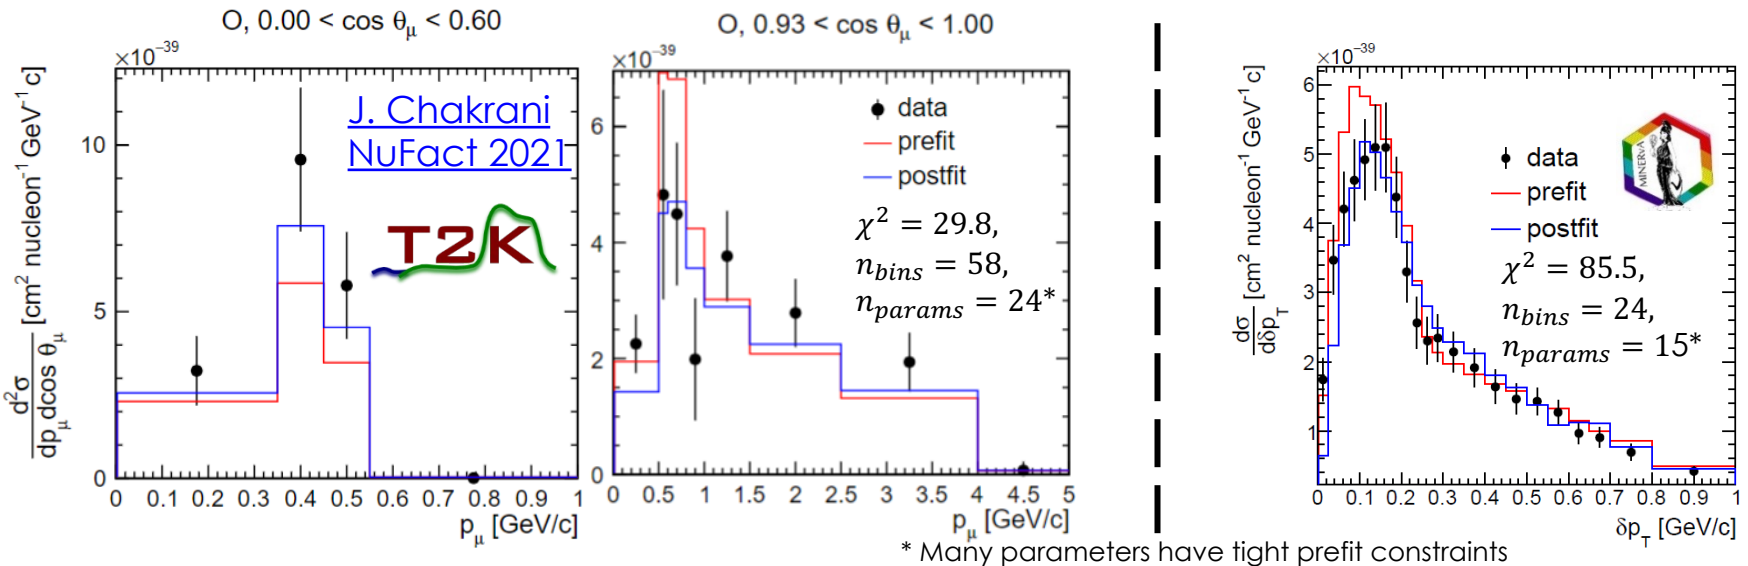 O, 0.00 < cos θμ < 0.60
×10⁻³⁹
d²σ / dpμ dcos θμ [cm² nucleon⁻¹ GeV⁻¹ c]
10
5
0
0 0.1 0.2 0.3 0.4 0.5 0.6 0.7 0.8 0.9 1
pμ [GeV/c]
J. Chakrani
NuFact 2021
T2K
O, 0.93 < cos θμ < 1.00
×10⁻³⁹
6
4
2
0
0 0.5 1 1.5 2 2.5 3 3.5 4 4.5 5
pμ [GeV/c]
data
prefit
postfit
χ² = 29.8,
n_bins = 58,
n_params = 24*
×10⁻³⁹
dσ / dδp_T [cm² nucleon⁻¹ GeV⁻¹ c]
6
5
4
3
2
1
0 0.1 0.2 0.3 0.4 0.5 0.6 0.7 0.8 0.9 1
δp_T [GeV/c]
MINERvA
data
prefit
postfit
χ² = 85.5,
n_bins = 24,
n_params = 15*
* Many parameters have tight prefit constraints